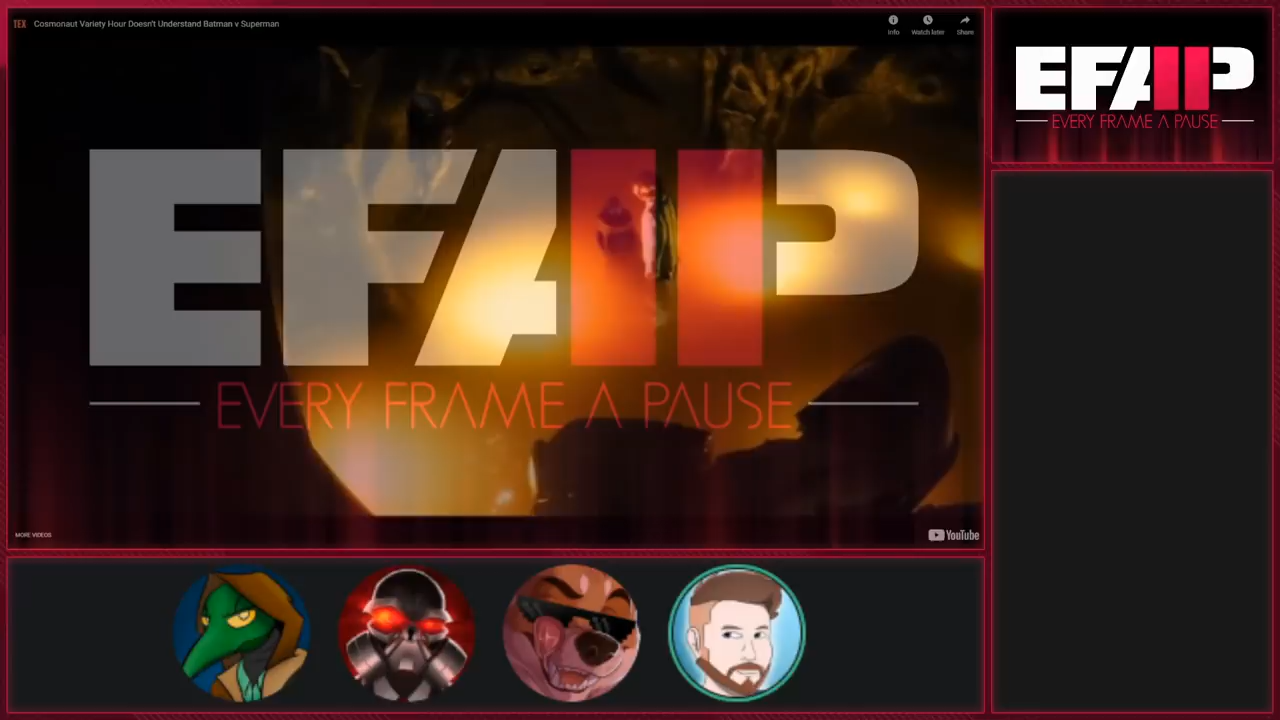 TEX Cosmonaut Variety Hour Doesn't Understand Batman v Superman
Info
Watch later
Share
EFAP
EVERY FRAME A PAUSE
MORE VIDEOS
YouTube
EFAP
EVERY FRAME A PAUSE